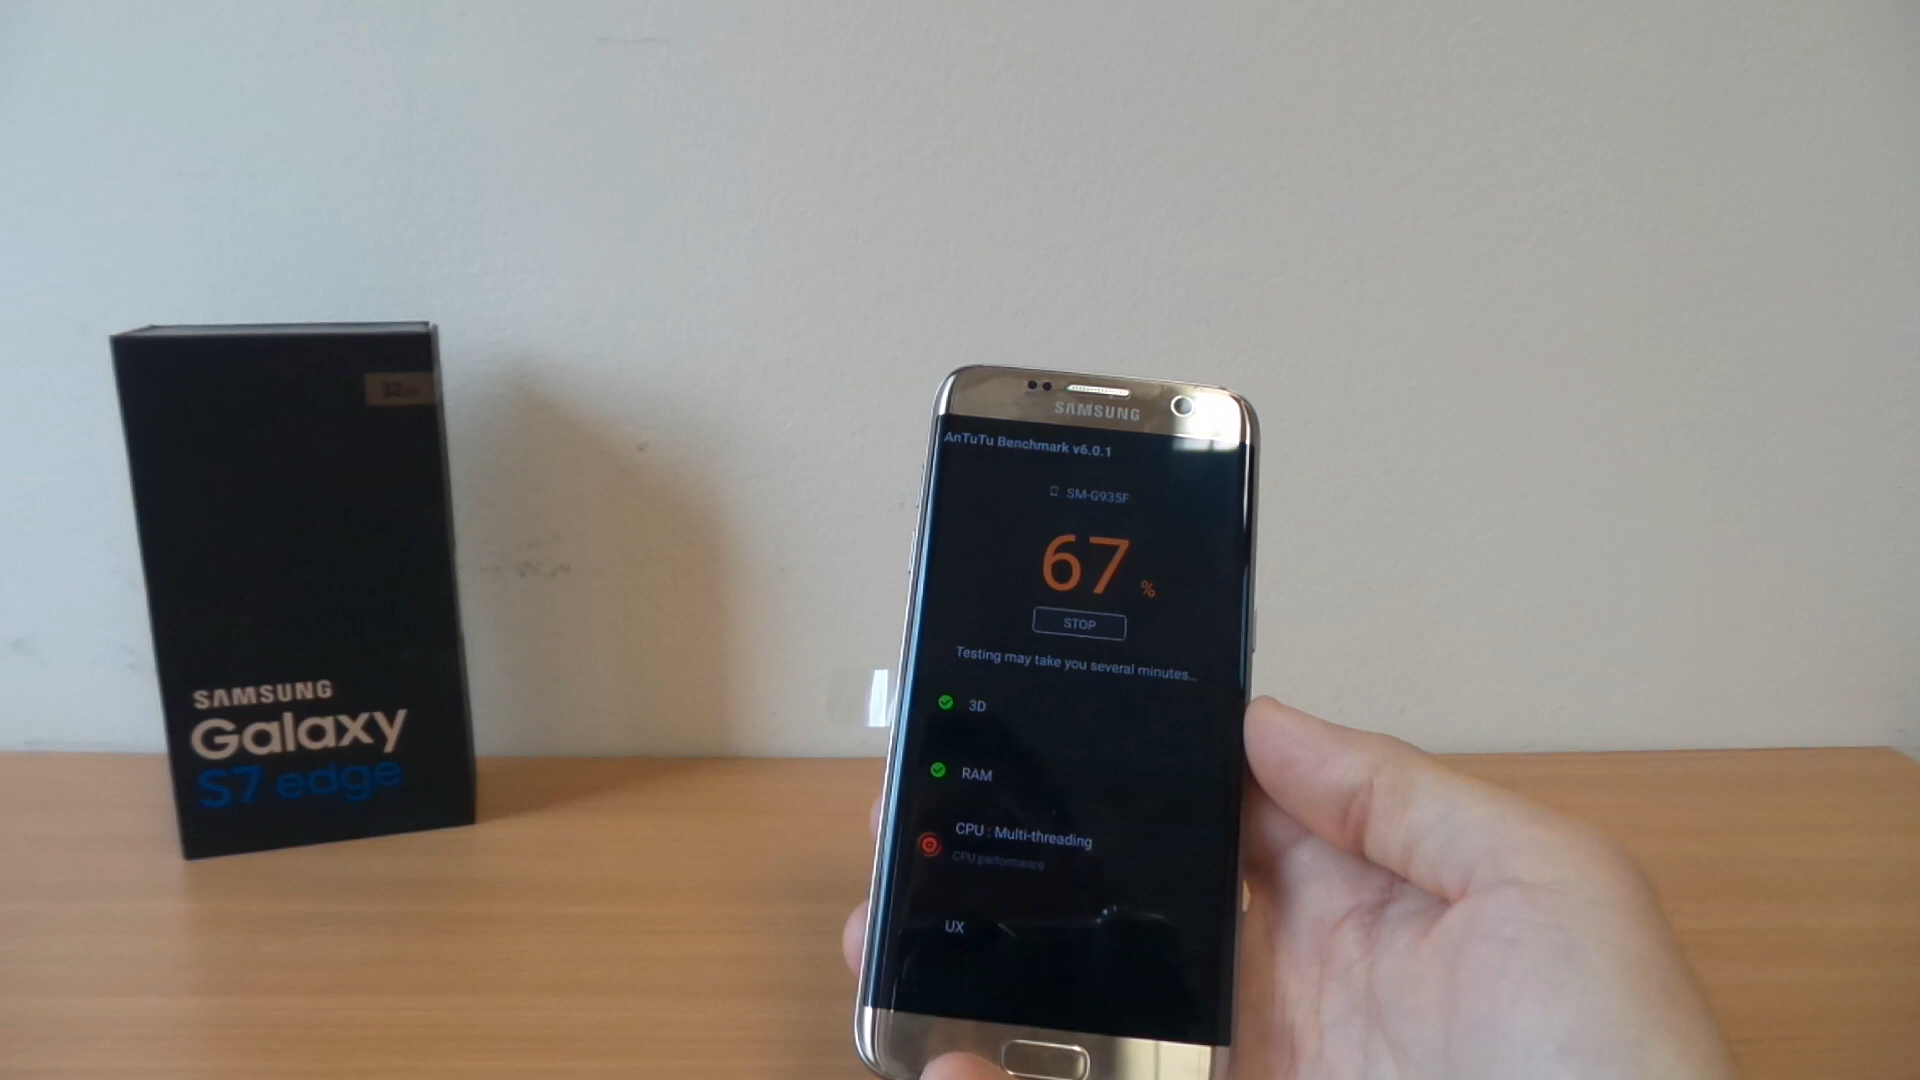 32GB
SAMSUNG
Galaxy
S7 edge
SAMSUNG
AnTuTu Benchmark v6.0.1
SM-G935F
67 %
STOP
Testing may take you several minutes...
3D
RAM
CPU : Multi-threading
CPU performance
UX